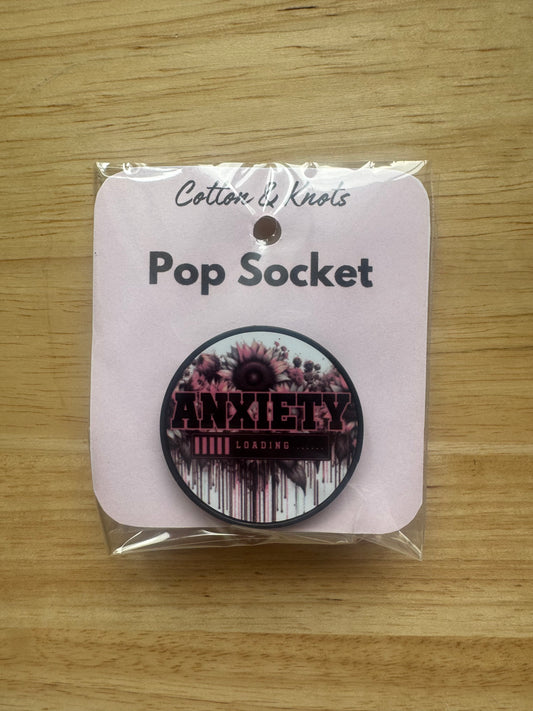 Cotton & Knots
Pop Socket
ANXIETY
LOADING ......